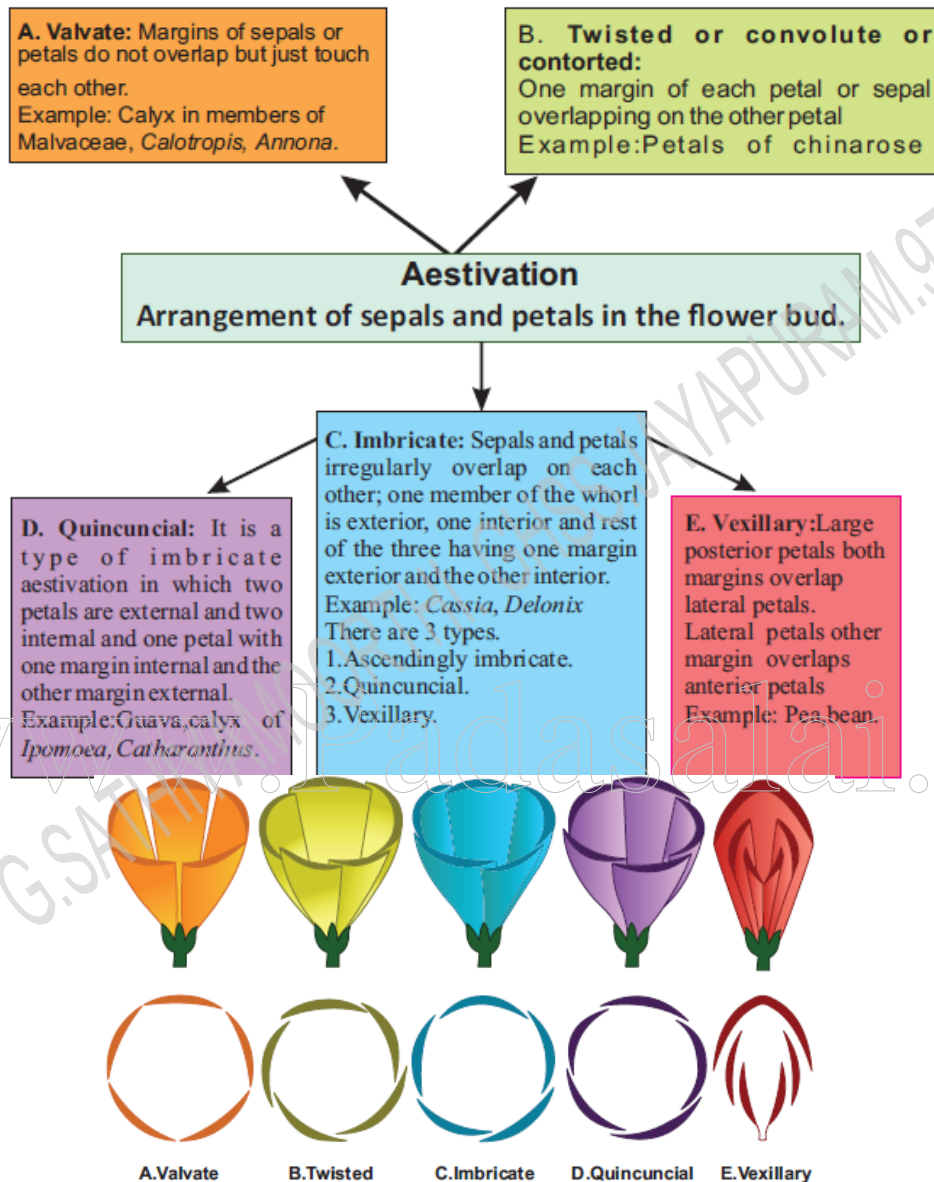 A. Valvate: Margins of sepals or
petals do not overlap but just touch
each other.
Example: Calyx in members of
Malvaceae, Calotropis, Annona.
B. Twisted or convolute or
contorted:
One margin of each petal or sepal
overlapping on the other petal
Example:Petals of chinarose
Aestivation
Arrangement of sepals and petals in the flower bud.
C. Imbricate: Sepals and petals
irregularly overlap on each
other; one member of the whorl
is exterior, one interior and rest
of the three having one margin
exterior and the other interior.
Example: Cassia, Delonix
There are 3 types.
1.Ascendingly imbricate.
2.Quincuncial.
3.Vexillary.
D. Quincuncial: It is a
type of imbricate
aestivation in which two
petals are external and two
internal and one petal with
one margin internal and the
other margin external.
Example:Guava,calyx of
Ipomoea, Catharanthus.
E. Vexillary:Large
posterior petals both
margins overlap
lateral petals.
Lateral petals other
margin overlaps
anterior petals
Example: Pea,bean.
www.Padasalai.
A.Valvate
B.Twisted
C.Imbricate
D.Quincuncial
E.Vexillary